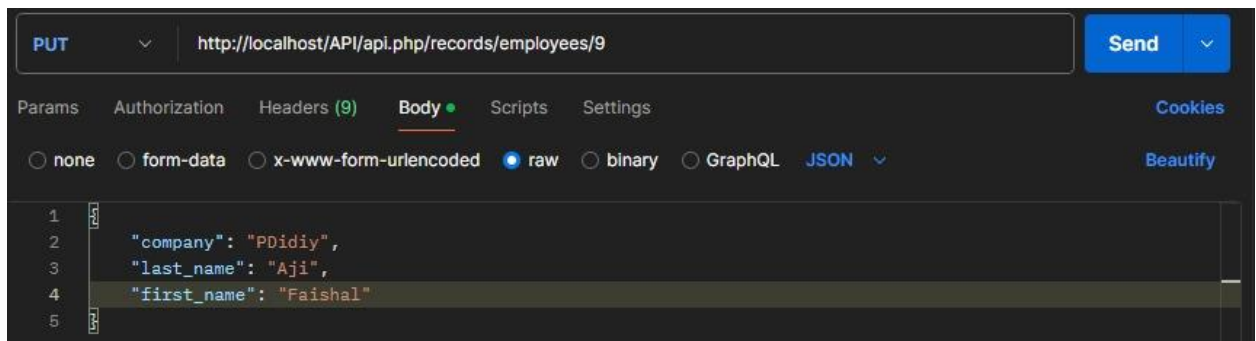 PUT http://localhost/API/api.php/records/employees/9 Send
Params Authorization Headers (9) Body Scripts Settings Cookies
none form-data x-www-form-urlencoded raw binary GraphQL JSON Beautify
1 {
2 "company": "PDidiy",
3 "last_name": "Aji",
4 "first_name": "Faishal"
5 }